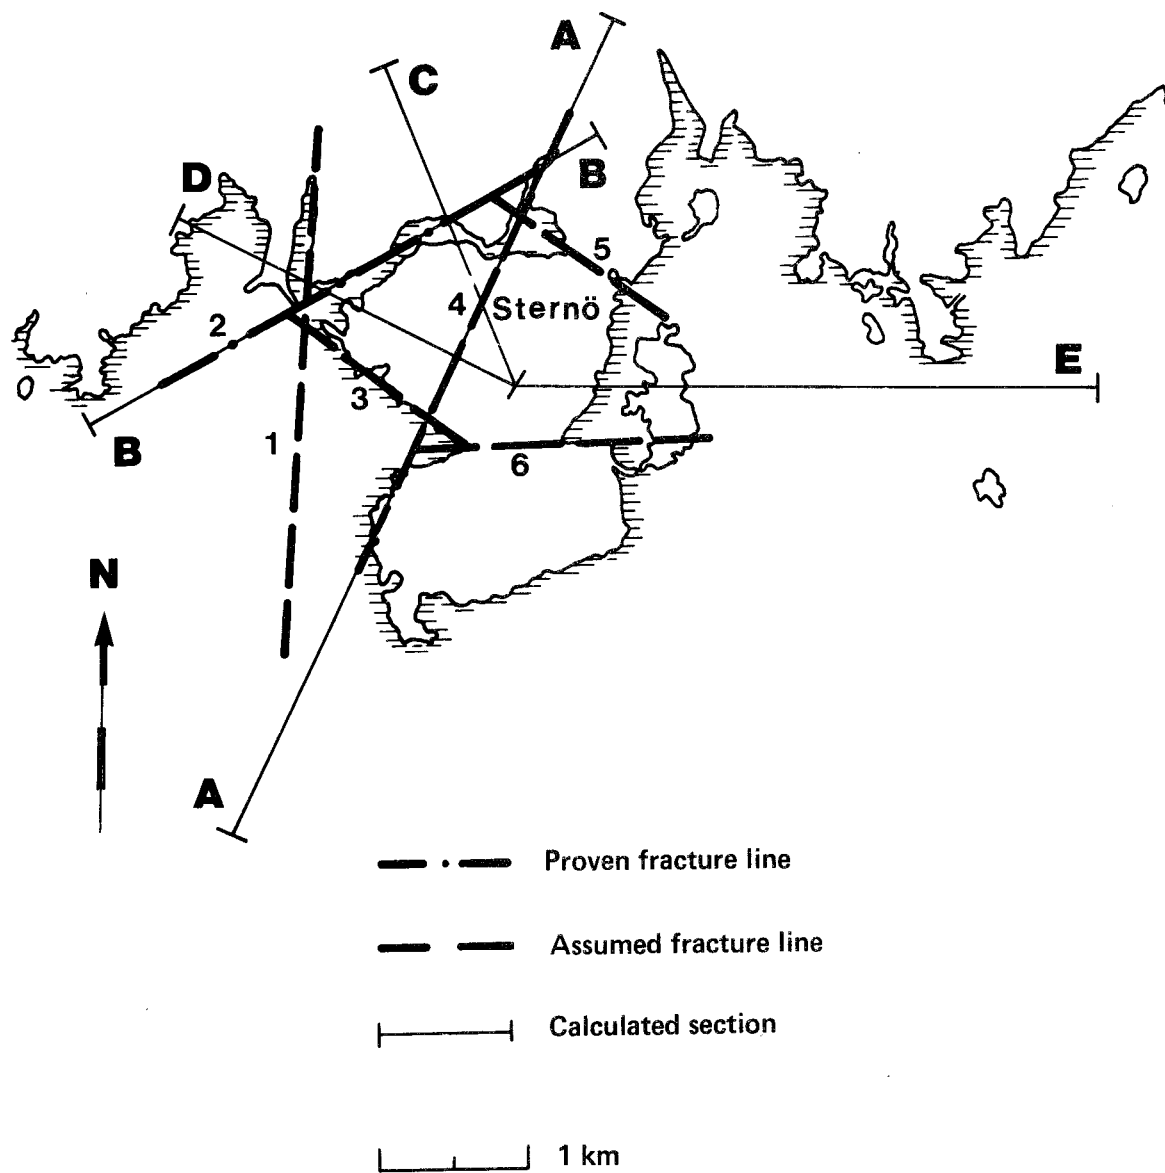 A
C
B
D
5
4
Sternö
2
E
3
B
1
6
N
A
Proven fracture line
Assumed fracture line
Calculated section
1 km